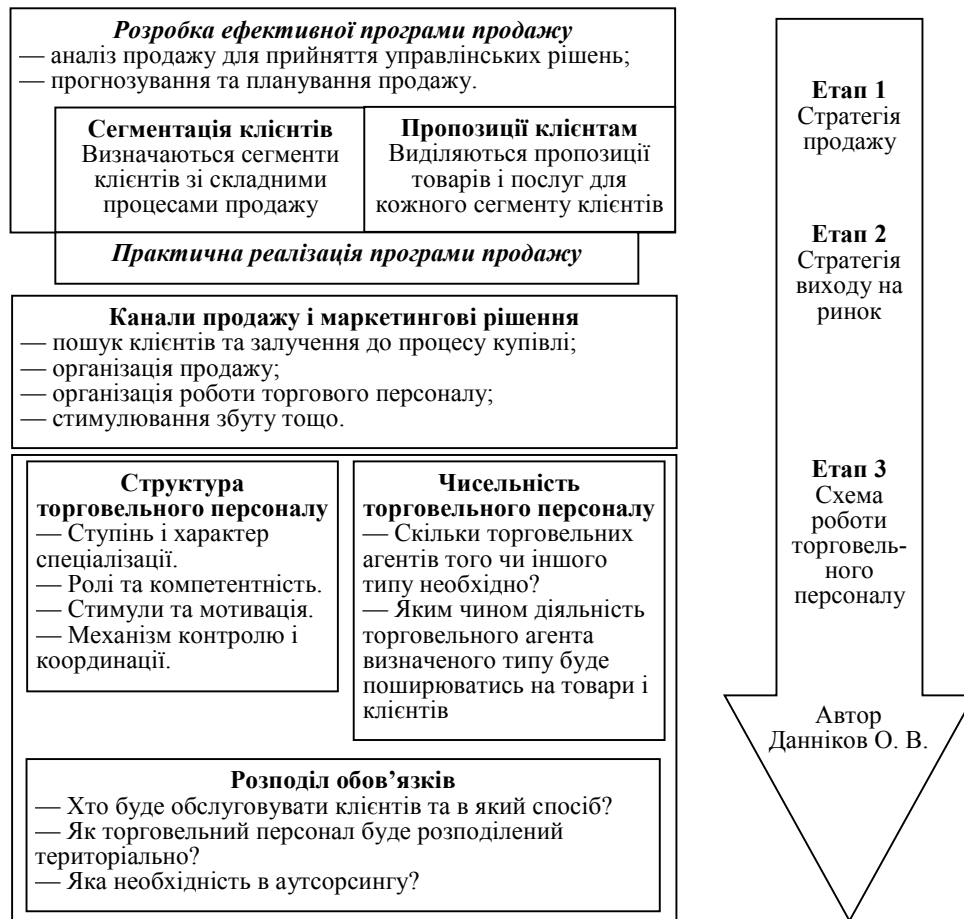 Розробка ефективної програми продажу
— аналіз продажу для прийняття управлінських рішень;
— прогнозування та планування продажу.
Сегментація клієнтів
Визначаються сегменти
клієнтів зі складними
процесами продажу
Пропозиції клієнтам
Виділяються пропозиції
товарів і послуг для
кожного сегменту клієнтів
Практична реалізація програми продажу
Канали продажу і маркетингові рішення
— пошук клієнтів та залучення до процесу купівлі;
— організація продажу;
— організація роботи торгового персоналу;
— стимулювання збуту тощо.
Структура
торговельного персоналу
— Ступінь і характер
спеціалізації.
— Ролі та компетентність.
— Стимули та мотивація.
— Механізм контролю і
координації.
Чисельність
торговельного персоналу
— Скільки торговельних
агентів того чи іншого
типу необхідно?
— Яким чином діяльність
торговельного агента
визначеного типу буде
поширюватись на товари і
клієнтів
Розподіл обов’язків
— Хто буде обслуговувати клієнтів та в який спосіб?
— Як торговельний персонал буде розподілений
територіально?
— Яка необхідність в аутсорсингу?
Етап 1
Стратегія
продажу
Етап 2
Стратегія
виходу на
ринок
Етап 3
Схема
роботи
торговель-
ного
персоналу
Автор
Данніков О. В.